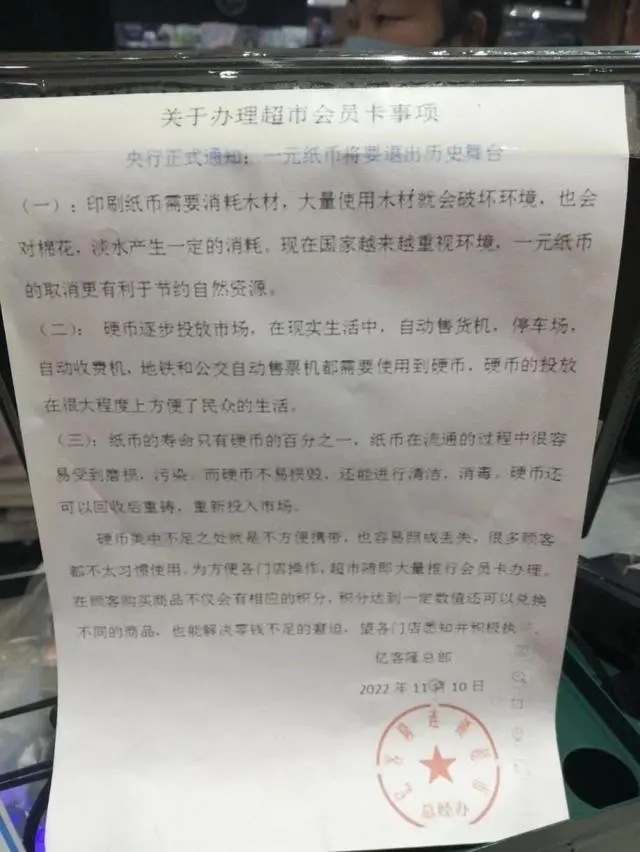 关于办理超市会员卡事项
央行正式通知：一元纸币将要退出历史舞台
（一）：印刷纸币需要消耗木材，大量使用木材就会破坏环境，也会
对棉花，淡水产生一定的消耗。现在国家越来越重视环境，一元纸币
的取消更有利于节约自然资源。
（二）： 硬币逐步投放市场，在现实生活中，自动售货机，停车场，
自动收费机，地铁和公交自动售票机都需要使用到硬币，硬币的投放
在很大程度上方便了民众的生活。
（三）：纸币的寿命只有硬币的百分之一，纸币在流通的过程中很容
易受到磨损，污染。而硬币不易损毁，还能进行清洁，消毒。硬币还
可以回收后重铸，重新投入市场。
硬币美中不足之处就是不方便携带，也容易照成丢失，很多顾客
都不太习惯使用，为方便各门店操作，超市随即大量推行会员卡办理。
在顾客购买商品不仅会有相应的积分，积分达到一定数值还可以兑换
不同的商品，也能解决零钱不足的窘迫，望各门店悉知并积极执
亿客隆总部
2022 年 11 月 10 日
总经办